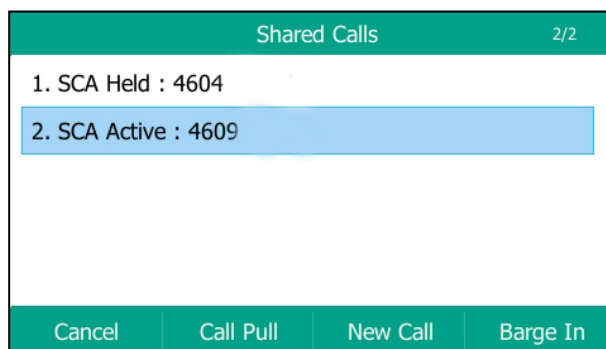 Shared Calls 2/2
1. SCA Held : 4604
2. SCA Active : 4609
Cancel Call Pull New Call Barge In